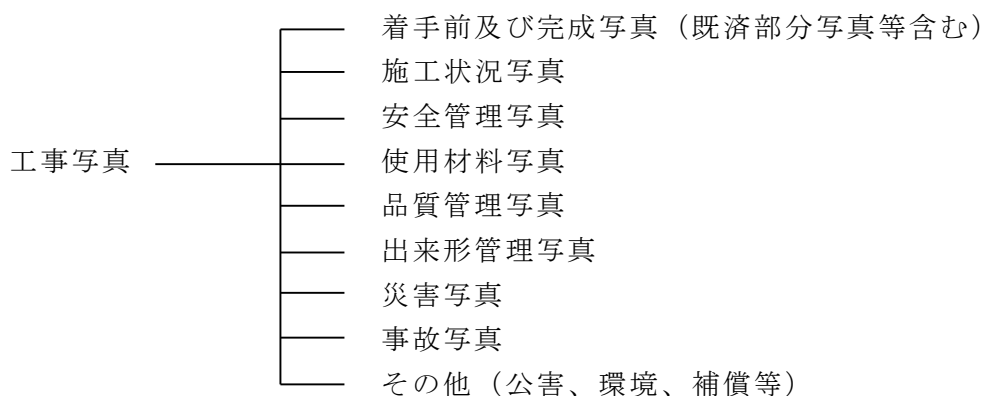 着手前及び完成写真（既済部分写真等含む）
施工状況写真
安全管理写真
工事写真
使用材料写真
品質管理写真
出来形管理写真
災害写真
事故写真
その他（公害、環境、補償等）